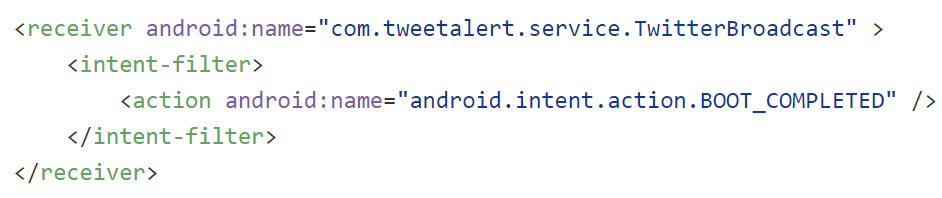 <receiver android:name="com.tweetalert.service.TwitterBroadcast" >
    <intent-filter>
        <action android:name="android.intent.action.BOOT_COMPLETED" />
    </intent-filter>
</receiver>